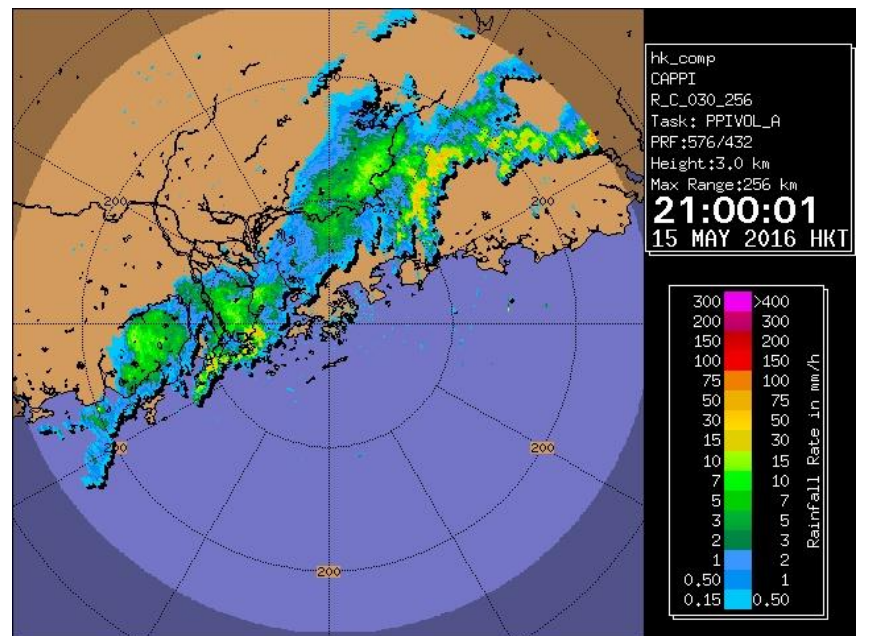 hk_comp
CAPPI
R_C_030_256
Task: PPIVOL_A
PRF:576/432
Height:3.0 km
Max Range:256 km
21:00:01
15 MAY 2016 HKT
200
200
200
200
200
300 >400
200 300
150 200
100 150
75 100
50 75
30 50
15 30
10 15
7 10
5 7
3 5
2 3
1 2
0.50 1
0.15 0.50
Rainfall Rate in mm/h